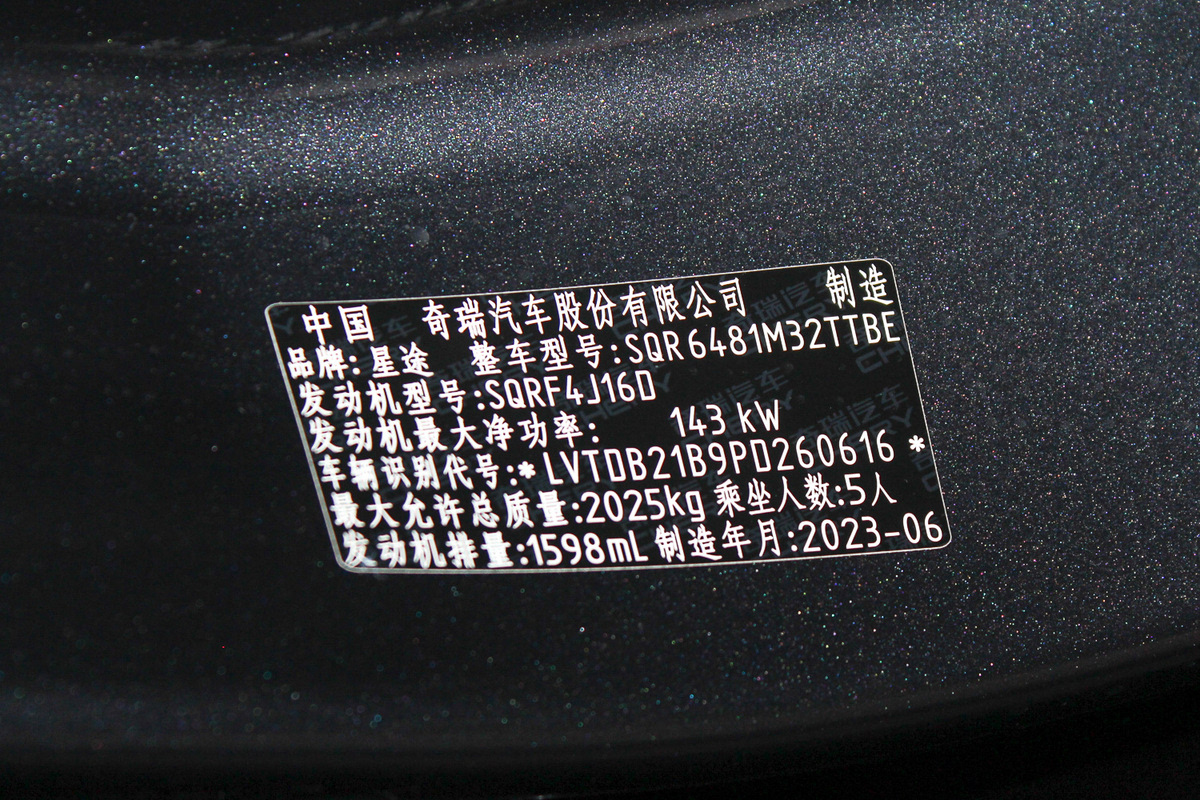 中国 奇瑞汽车股份有限公司 制造
品牌:星途 整车型号:SQR6481M32TTBE
发动机型号:SQRF4J16D
发动机最大净功率: 143 kW
车辆识别代号:*LVTDB21B9PD260616*
最大允许总质量:2025kg 乘坐人数:5人
发动机排量:1598mL 制造年月:2023-06